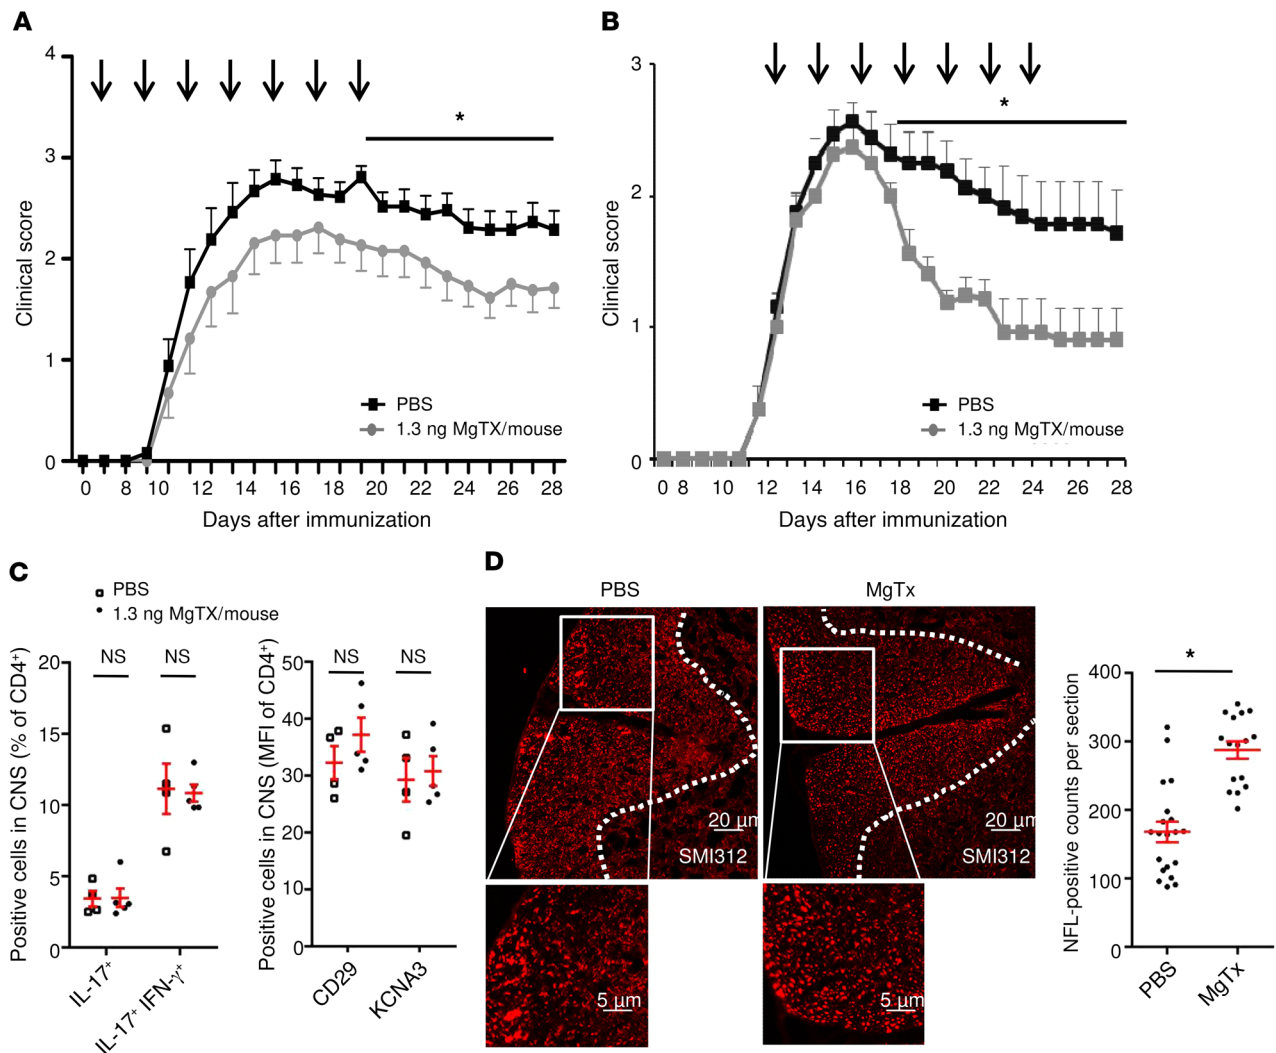 A
4
3
2
1
0
Clinical score
*
PBS
1.3 ng MgTX/mouse
0 8 10 12 14 16 18 20 24 26 28
Days after immunization
B
3
2
1
0
Clinical score
*
PBS
1.3 ng MgTX/mouse
0 8 12 14 16 18 20 22 24 26 28
Days after immunization
C
PBS
1.3 ng MgTX/mouse
20
15
10
5
0
Positive cells in CNS (% of CD4⁺)
NS NS
IL-17⁺
IL-17⁺ IFN-γ⁺
50
40
30
20
10
0
Positive cells in CNS (MFI of CD4⁺)
NS NS
CD29
KCNA3
D
PBS
MgTx
20 µm
SMI312
20 µm
SMI312
5 µm
5 µm
400
300
200
100
0
NFL-positive counts per section
*
PBS
MgTx